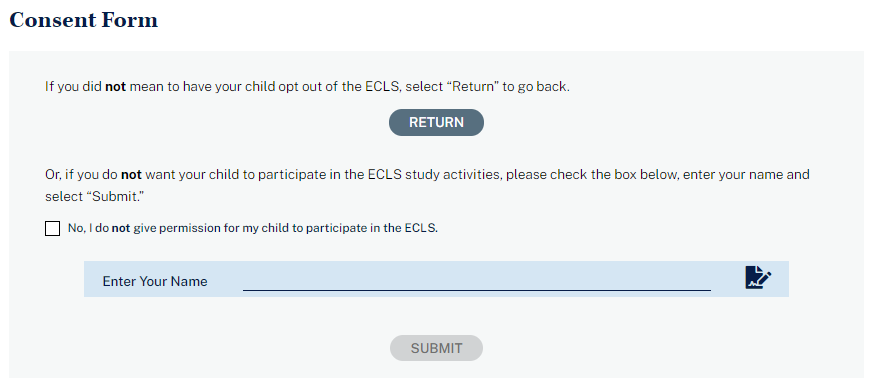 Consent Form
If you did not mean to have your child opt out of the ECLS, select “Return” to go back.
RETURN
Or, if you do not want your child to participate in the ECLS study activities, please check the box below, enter your name and
select “Submit.”
No, I do not give permission for my child to participate in the ECLS.
Enter Your Name
SUBMIT